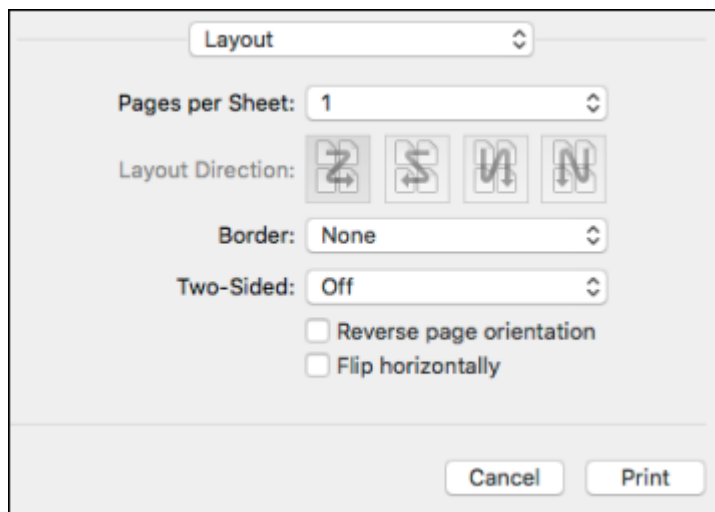 Layout
Pages per Sheet: 1
Layout Direction:
Border: None
Two-Sided: Off
Reverse page orientation
Flip horizontally
Cancel Print